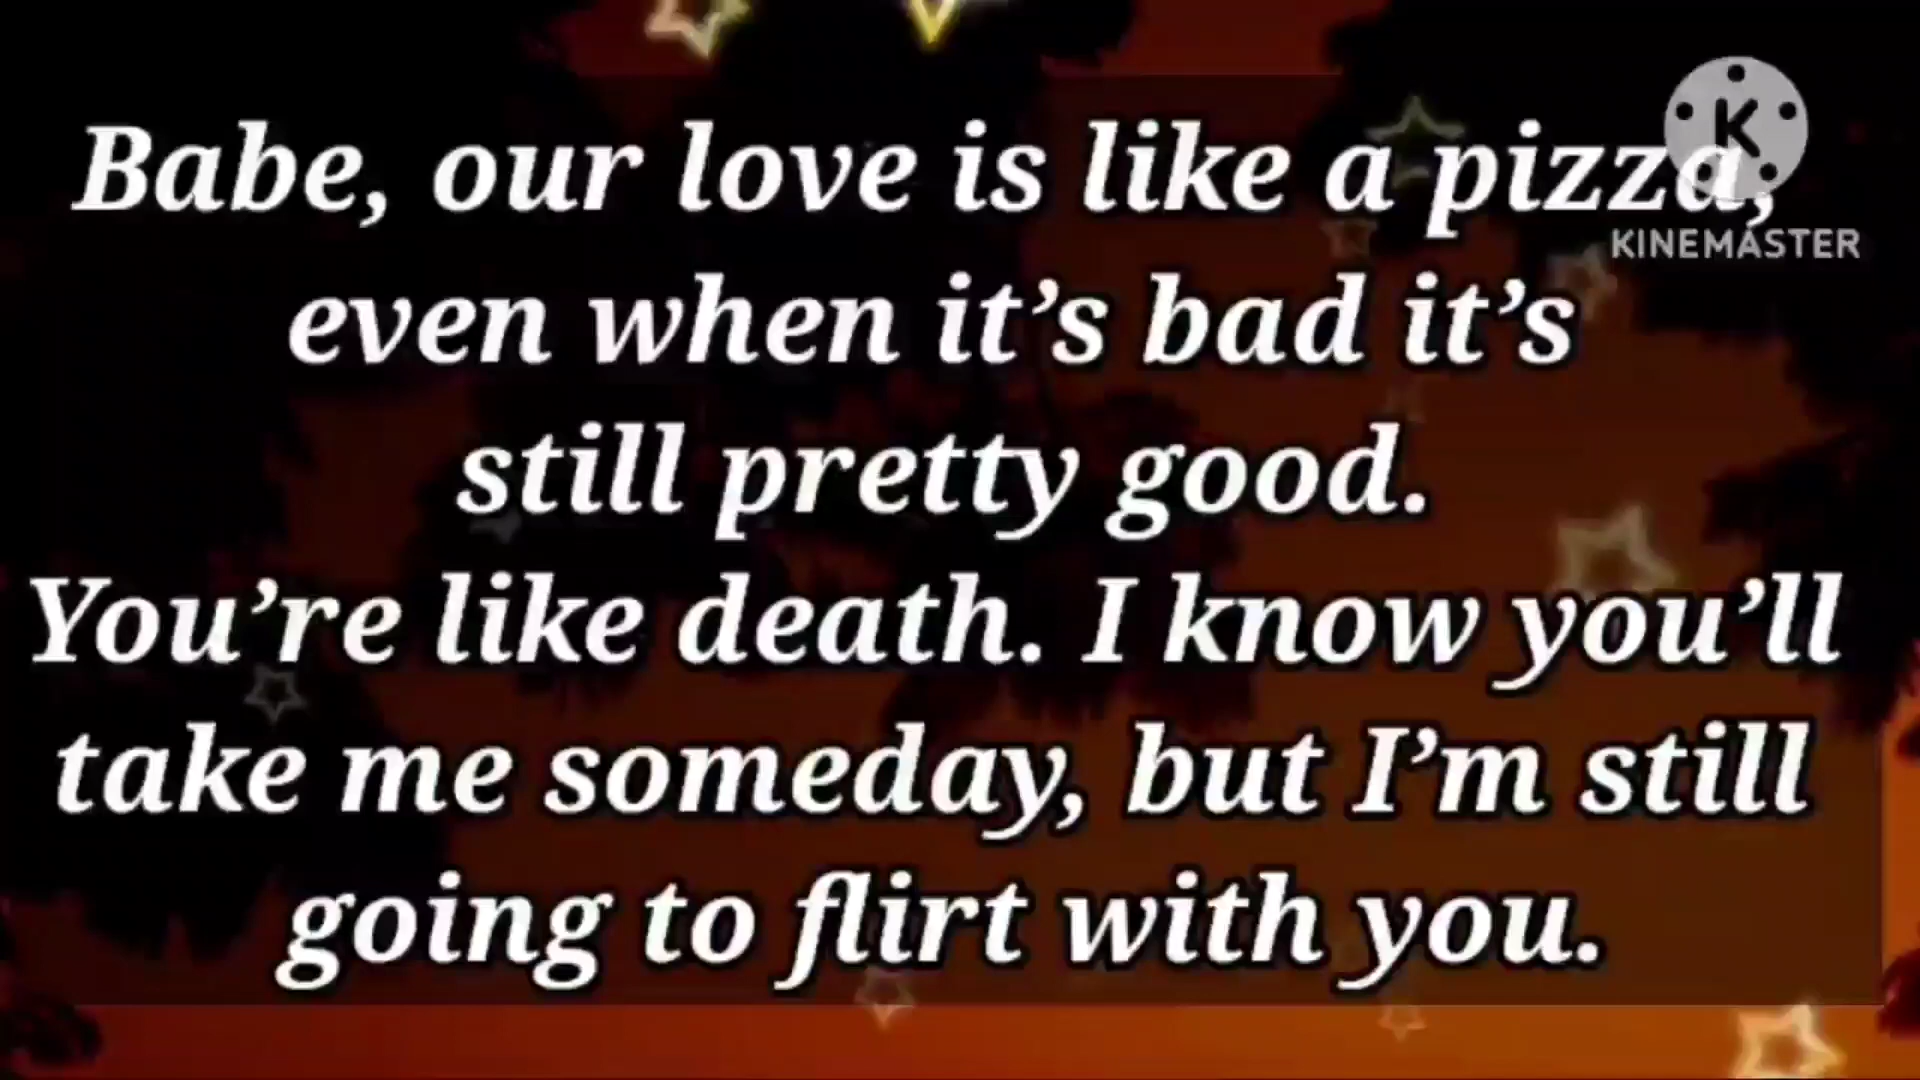 Babe, our love is like a pizza,
KINEMASTER
even when it’s bad it’s
still pretty good.
You’re like death. I know you’ll
take me someday, but I’m still
going to flirt with you.